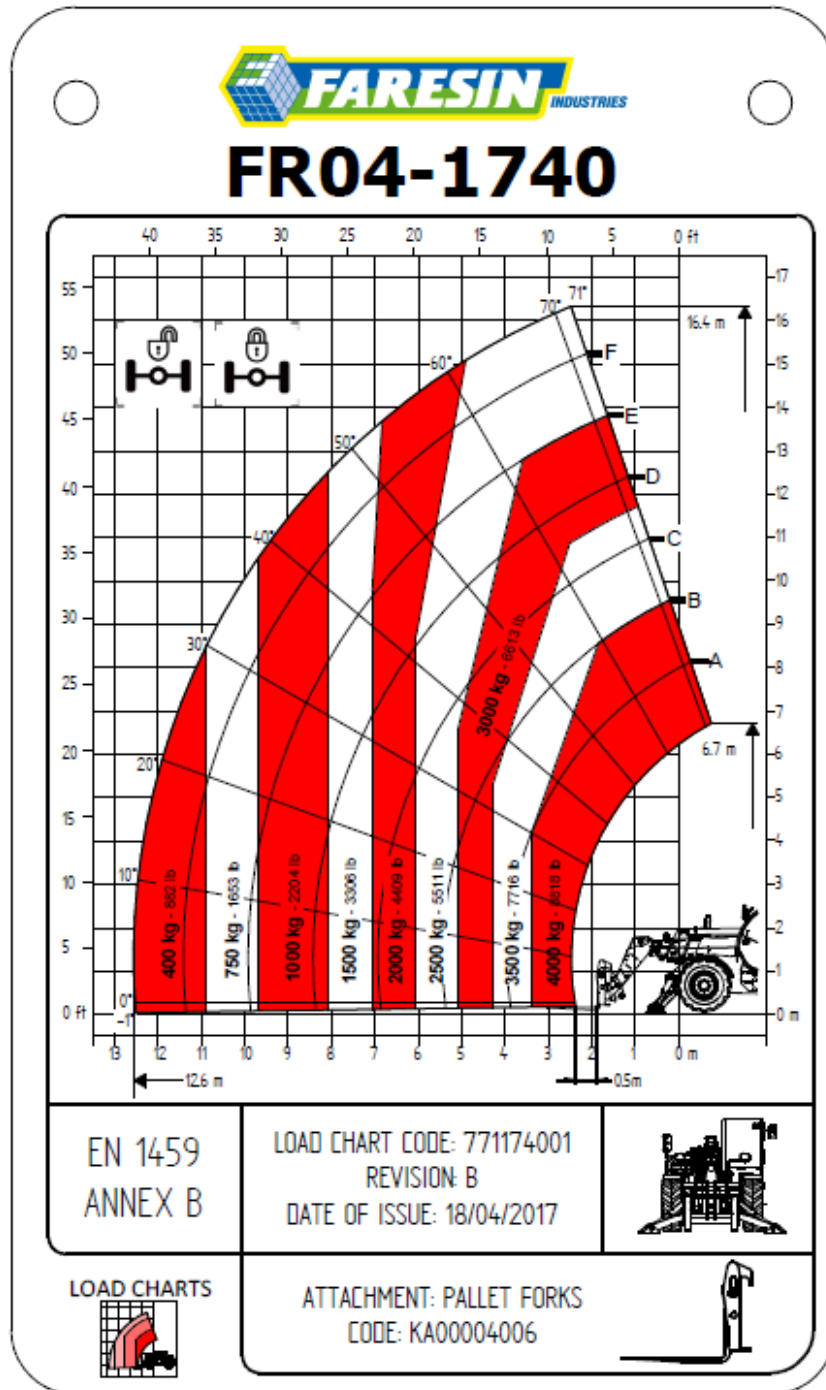 FARESIN INDUSTRIES
FR04-1740
40 35 30 25 20 15 10 5 0 ft
55
50
45
40
35
30
25
20
15
10
5
0 ft
17
16
15
14
13
12
11
10
9
8
7
6
5
4
3
2
1
0 m
16.4 m
6.7 m
71°
70°
60°
50°
40°
30°
20°
10°
0°
-1°
F
E
D
C
B
A
400 kg - 882 lb
750 kg - 1653 lb
1000 kg - 2204 lb
1500 kg - 3306 lb
2000 kg - 4409 lb
2500 kg - 5511 lb
3000 kg - 6613 lb
3500 kg - 7716 lb
4000 kg - 8818 lb
13 12 11 10 9 8 7 6 5 4 3 2 1 0 m
12.6 m
0.5m
EN 1459
ANNEX B
LOAD CHART CODE: 771174001
REVISION: B
DATE OF ISSUE: 18/04/2017
LOAD CHARTS
ATTACHMENT: PALLET FORKS
CODE: KA00004006